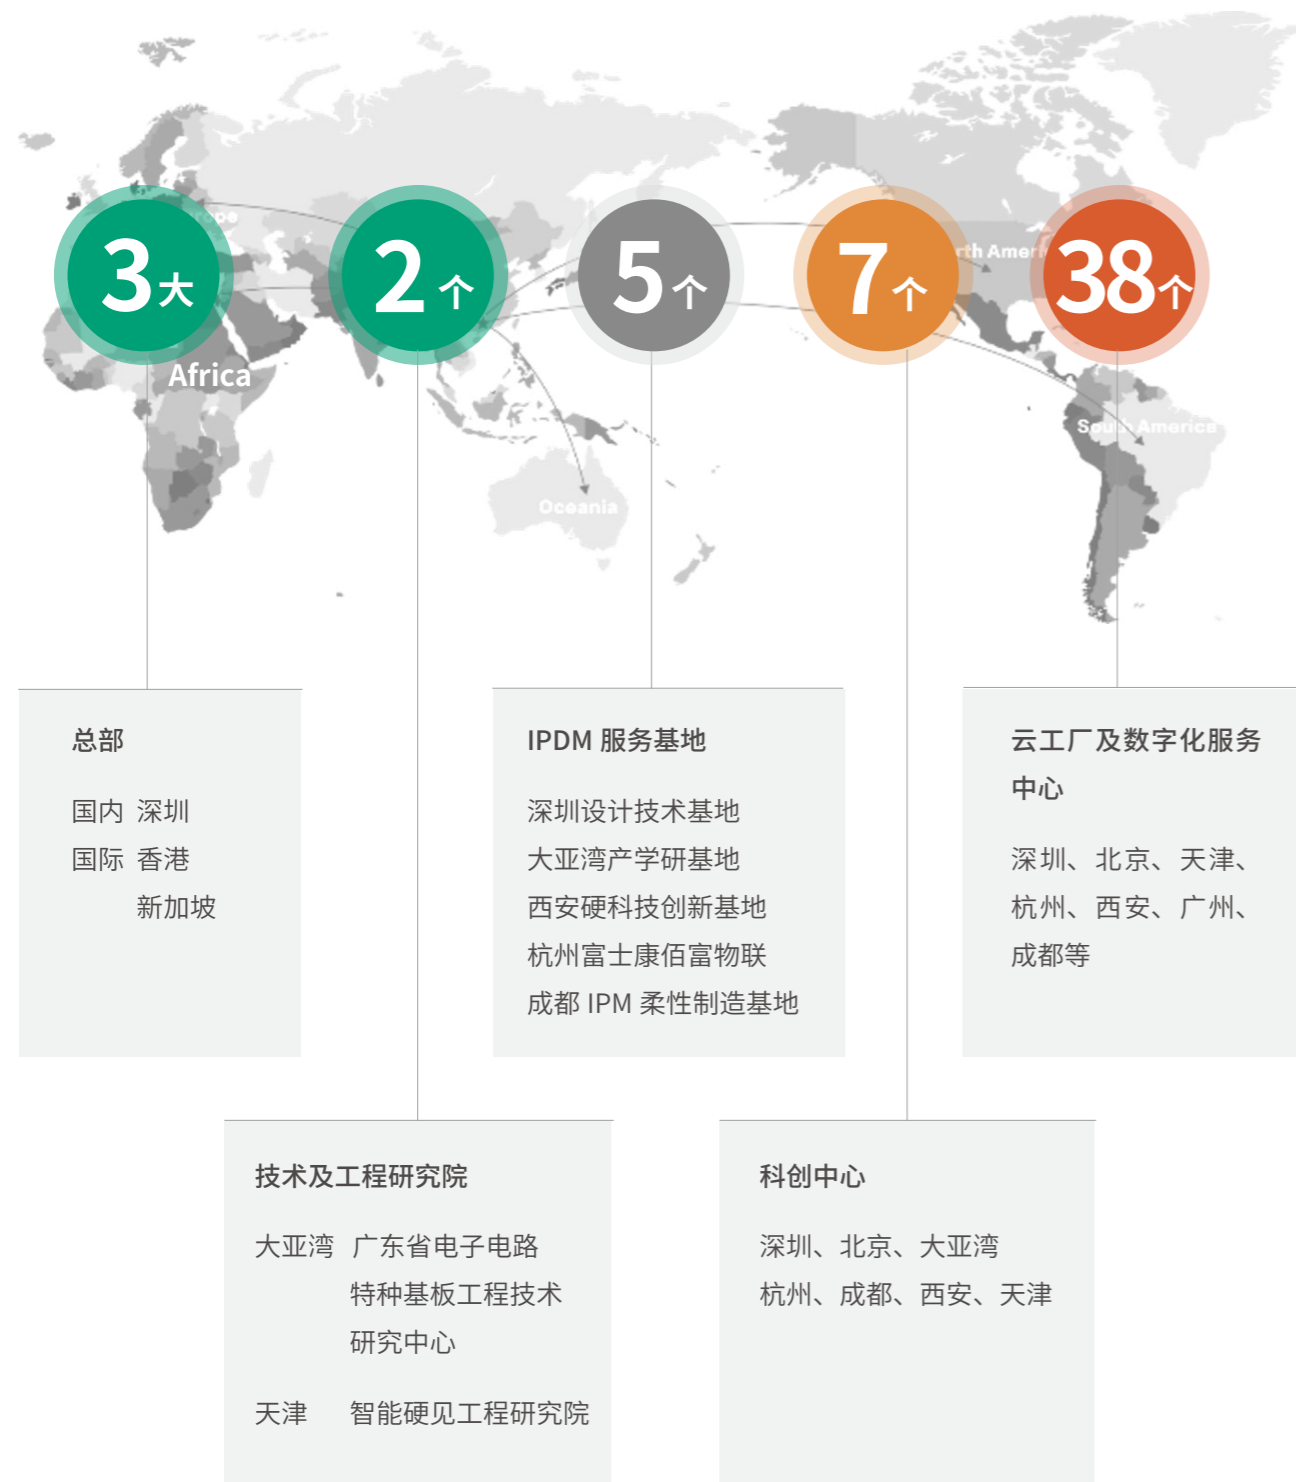 3大
2个
5个
7个
38个
Europe
North America
Africa
South America
Oceania
总部
国内 深圳
国际 香港
新加坡
IPDM 服务基地
深圳设计技术基地
大亚湾产学研基地
西安硬科技创新基地
杭州富士康佰富物联
成都 IPM 柔性制造基地
云工厂及数字化服务
中心
深圳、北京、天津、
杭州、西安、广州、
成都等
技术及工程研究院
大亚湾 广东省电子电路
特种基板工程技术
研究中心
天津 智能硬见工程研究院
科创中心
深圳、北京、大亚湾
杭州、成都、西安、天津